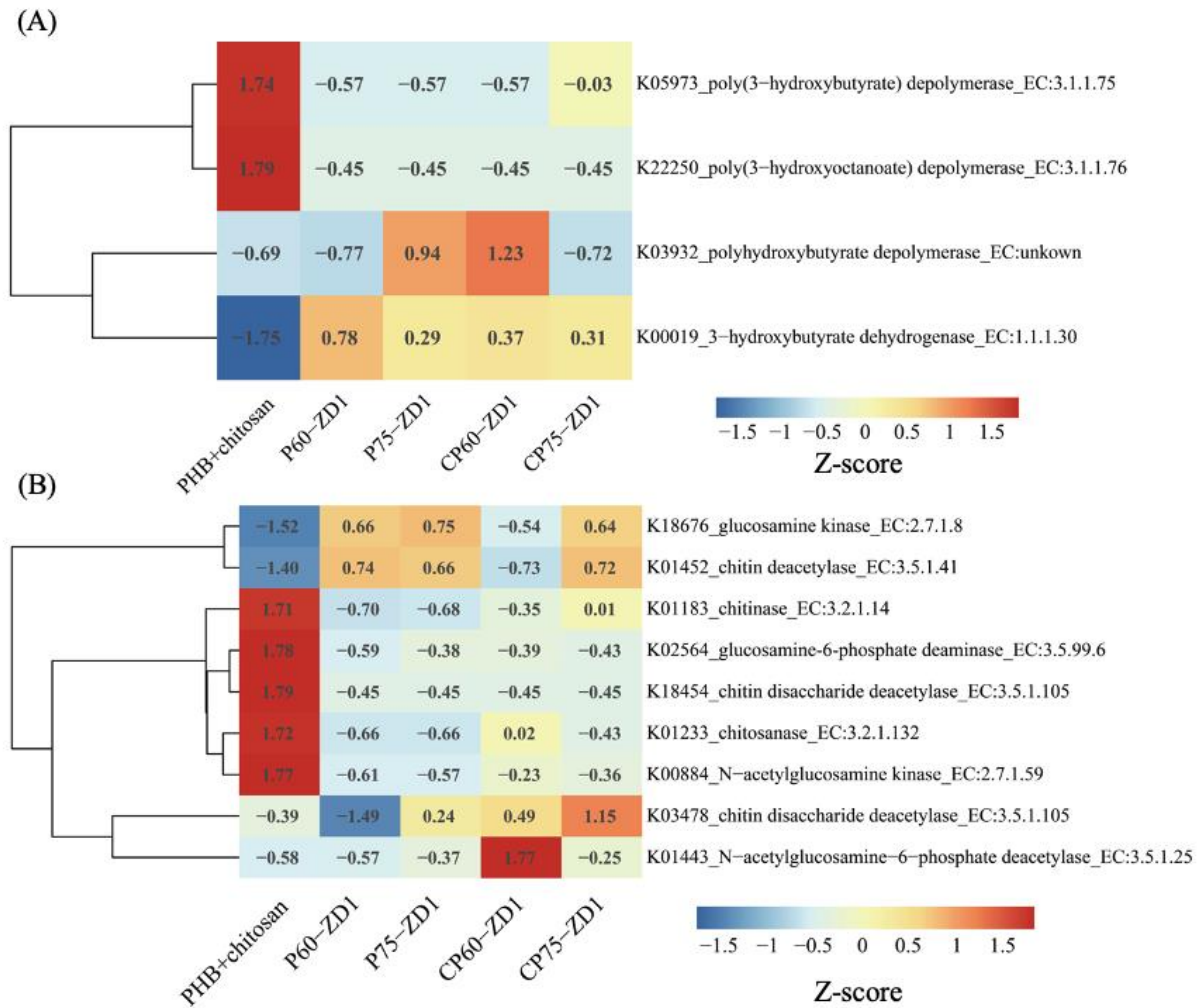 (A)
1.74 −0.57 −0.57 −0.57 −0.03 K05973_poly(3−hydroxybutyrate) depolymerase_EC:3.1.1.75
1.79 −0.45 −0.45 −0.45 −0.45 K22250_poly(3−hydroxyoctanoate) depolymerase_EC:3.1.1.76
−0.69 −0.77 0.94 1.23 −0.72 K03932_polyhydroxybutyrate depolymerase_EC:unkown
−1.75 0.78 0.29 0.37 0.31 K00019_3−hydroxybutyrate dehydrogenase_EC:1.1.1.30
PHB+chitosan P60−ZD1 P75−ZD1 CP60−ZD1 CP75−ZD1
−1.5 −1 −0.5 0 0.5 1 1.5
Z−score
(B)
−1.52 0.66 0.75 −0.54 0.64 K18676_glucosamine kinase_EC:2.7.1.8
−1.40 0.74 0.66 −0.73 0.72 K01452_chitin deacetylase_EC:3.5.1.41
1.71 −0.70 −0.68 −0.35 0.01 K01183_chitinase_EC:3.2.1.14
1.78 −0.59 −0.38 −0.39 −0.43 K02564_glucosamine-6-phosphate deaminase_EC:3.5.99.6
1.79 −0.45 −0.45 −0.45 −0.45 K18454_chitin disaccharide deacetylase_EC:3.5.1.105
1.72 −0.66 −0.66 0.02 −0.43 K01233_chitosanase_EC:3.2.1.132
1.77 −0.61 −0.57 −0.23 −0.36 K00884_N−acetylglucosamine kinase_EC:2.7.1.59
−0.39 −1.49 0.24 0.49 1.15 K03478_chitin disaccharide deacetylase_EC:3.5.1.105
−0.58 −0.57 −0.37 1.77 −0.25 K01443_N−acetylglucosamine−6−phosphate deacetylase_EC:3.5.1.25
PHB+chitosan P60−ZD1 P75−ZD1 CP60−ZD1 CP75−ZD1
−1.5 −1 −0.5 0 0.5 1 1.5
Z−score